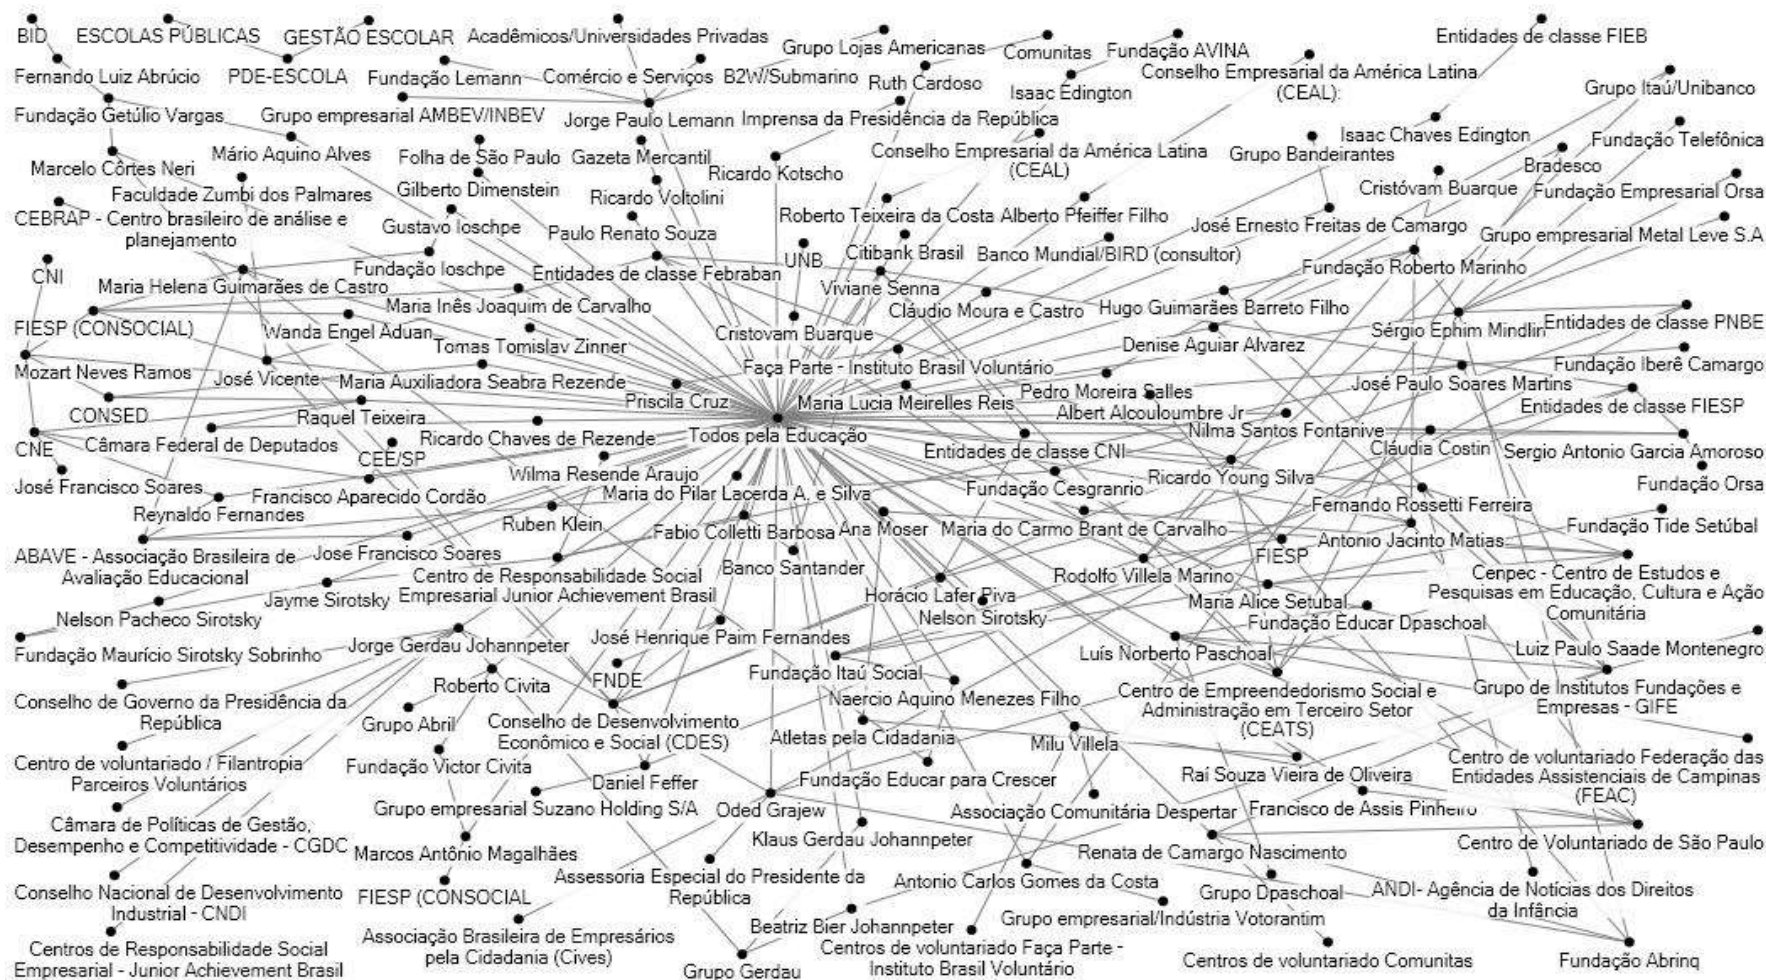 BID
ESCOLAS PÚBLICAS
GESTÃO ESCOLAR
Acadêmicos/Universidades Privadas
Grupo Lojas Americanas
Comunitas
Fundação AVINA
Entidades de classe FIEB
Fernando Luiz Abrúcio
PDE-ESCOLA
Fundação Lemann
Comércio e Serviços
B2W/Submarino
Ruth Cardoso
Isaac Edington
Conselho Empresarial da América Latina
(CEAL):
Grupo Itaú/Unibanco
Fundação Getúlio Vargas
Grupo empresarial AMBEV/INBEV
Jorge Paulo Lemann
Imprensa da Presidência da República
Isaac Chaves Edington
Fundação Telefônica
Marcelo Côrtes Neri
Mário Aquino Alves
Folha de São Paulo
Gazeta Mercantil
Ricardo Kotscho
Conselho Empresarial da América Latina
(CEAL)
Grupo Bandeirantes
Bradesco
Faculdade Zumbi dos Palmares
Gilberto Dimenstein
Ricardo Voltolini
Cristóvam Buarque
Fundação Empresarial Orsa
CEBRAP - Centro brasileiro de análise e
planejamento
Gustavo Ioschpe
Paulo Renato Souza
Roberto Teixeira da Costa
Alberto Pfeiffer Filho
José Ernesto Freitas de Camargo
Grupo empresarial Metal Leve S.A
CNI
Fundação Ioschpe
Entidades de classe Febraban
UNB
Citibank Brasil
Banco Mundial/BIRD (consultor)
Fundação Roberto Marinho
Maria Helena Guimarães de Castro
Maria Inês Joaquim de Carvalho
Viviane Senna
Cláudio Moura e Castro
Hugo Guimarães Barreto Filho
FIESP (CONSOCIAL)
Wanda Engel Aduan
Cristovam Buarque
Sérgio Ephim Mindlin
Entidades de classe PNBE
Tomas Tomislav Zinner
Denise Aguiar Alvarez
Mozart Neves Ramos
José Vicente
Maria Auxiliadora Seabra Rezende
Faça Parte - Instituto Brasil Voluntário
Fundação Iberê Camargo
CONSED
Raquel Teixeira
Priscila Cruz
Maria Lucia Meirelles Reis
Pedro Moreira Salles
José Paulo Soares Martins
Entidades de classe FIESP
Albert Alcouloumbre Jr
CNE
Câmara Federal de Deputados
Ricardo Chaves de Rezende
Todos pela Educação
Nilma Santos Fontanive
Cláudia Costin
Sergio Antonio Garcia Amoroso
CEE/SP
Entidades de classe CNI
José Francisco Soares
Francisco Aparecido Cordão
Wilma Resende Araujo
Maria do Pilar Lacerda A. e Silva
Fundação Cesgranrio
Ricardo Young Silva
Fundação Orsa
Reynaldo Fernandes
Ruben Klein
Fabio Colletti Barbosa
Ana Moser
Maria do Carmo Brant de Carvalho
Fernando Rossetti Ferreira
Fundação Tide Setúbal
ABAVE - Associação Brasileira de
Avaliação Educacional
Jose Francisco Soares
Banco Santander
FIESP
Antonio Jacinto Matias
Jayme Sirotsky
Centro de Responsabilidade Social
Empresarial Junior Achievement Brasil
Horácio Lafer Piva
Rodolfo Villela Marino
Cenpec - Centro de Estudos e
Pesquisas em Educação, Cultura e Ação
Comunitária
Nelson Pacheco Sirotsky
Nelson Sirotsky
Maria Alice Setubal
Fundação Educar Dpaschoal
Fundação Maurício Sirotsky Sobrinho
Jorge Gerdau Johannpeter
José Henrique Paim Fernandes
Fundação Itaú Social
Luís Norberto Paschoal
Luiz Paulo Saade Montenegro
Conselho de Governo da Presidência da
República
Roberto Civita
FNDE
Naercio Aquino Menezes Filho
Centro de Empreendedorismo Social e
Administração em Terceiro Setor
(CEATS)
Grupo de Institutos Fundações e
Empresas - GIFE
Grupo Abril
Conselho de Desenvolvimento
Econômico e Social (CDES)
Atletas pela Cidadania
Milu Villela
Centro de voluntariado / Filantropia
Parceiros Voluntários
Fundação Victor Civita
Daniel Feffer
Fundação Educar para Crescer
Raí Souza Vieira de Oliveira
Centro de voluntariado Federação das
Entidades Assistenciais de Campinas
(FEAC)
Grupo empresarial Suzano Holding S/A
Oded Grajew
Associação Comunitária Despertar
Francisco de Assis Pinheiro
Câmara de Políticas de Gestão,
Desempenho e Competitividade - CGDC
Marcos Antônio Magalhães
Klaus Gerdau Johannpeter
Renata de Camargo Nascimento
Centro de Voluntariado de São Paulo
Conselho Nacional de Desenvolvimento
Industrial - CNDI
FIESP (CONSOCIAL
Assessoria Especial do Presidente da
República
Antonio Carlos Gomes da Costa
Grupo Dpaschoal
ANDI- Agência de Notícias dos Direitos
da Infância
Grupo empresarial/Indústria Votorantim
Centros de Responsabilidade Social
Empresarial - Junior Achievement Brasil
Associação Brasileira de Empresários
pela Cidadania (Cives)
Beatriz Bier Johannpeter
Grupo Gerdau
Centros de voluntariado Faça Parte -
Instituto Brasil Voluntário
Centros de voluntariado Comunitas
Fundação Abrinq